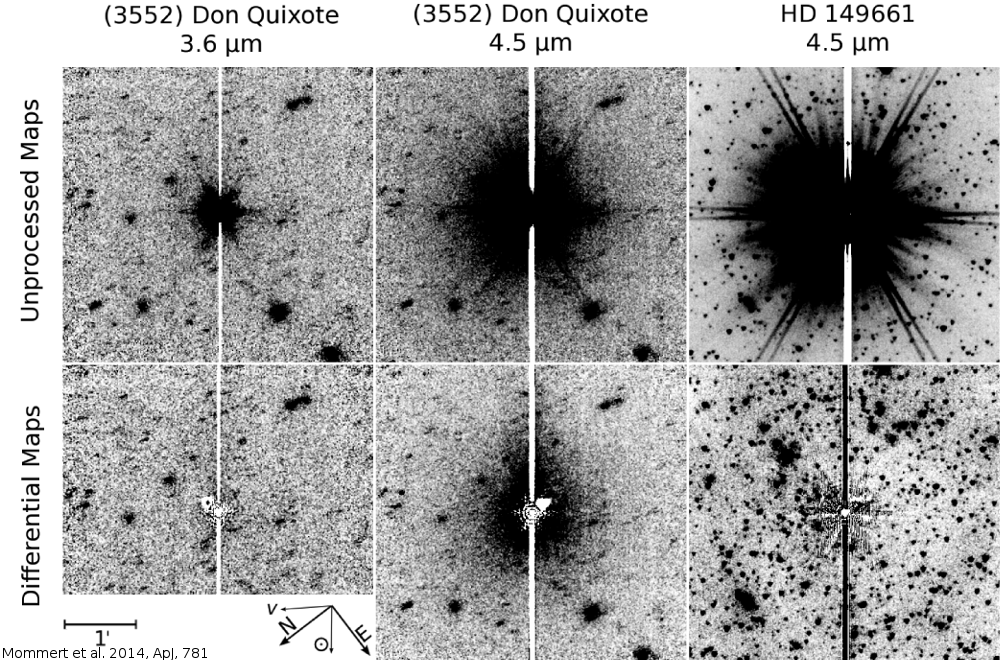 (3552) Don Quixote
3.6 μm
(3552) Don Quixote
4.5 μm
HD 149661
4.5 μm
Unprocessed Maps
Differential Maps
1'
v
N
E
Mommert et al. 2014, ApJ, 781